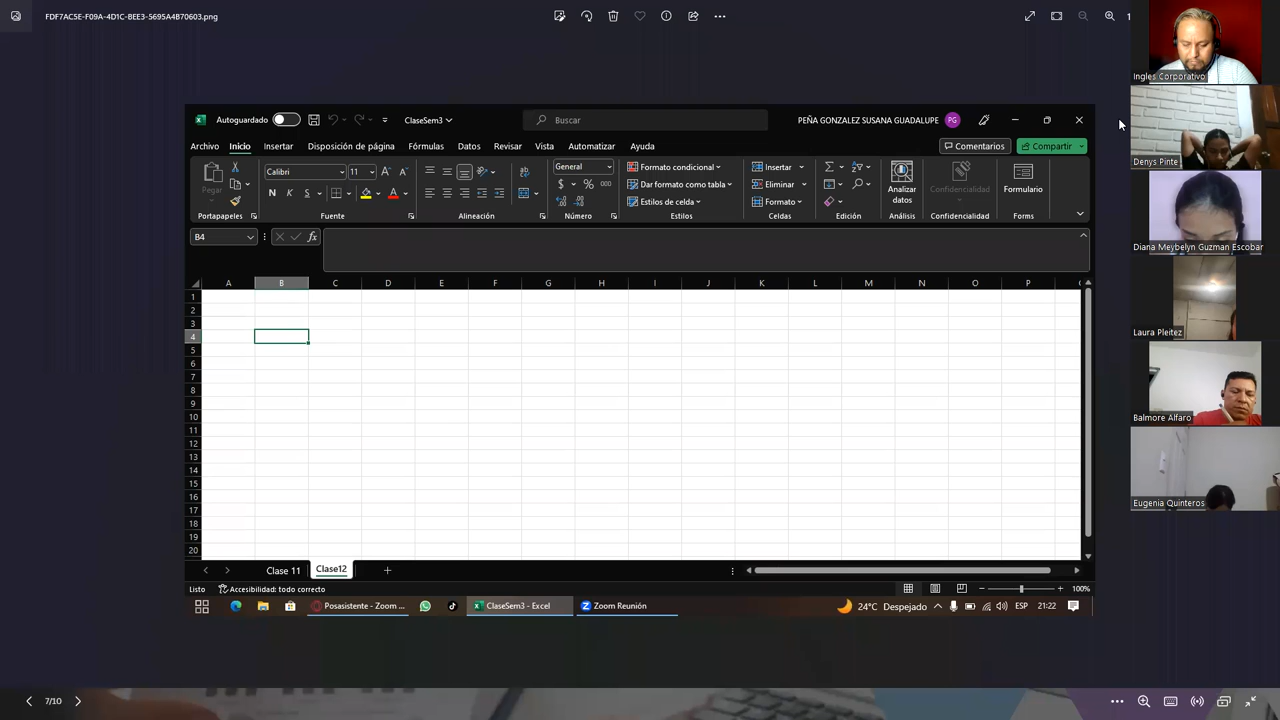 FDF7AC5E-F09A-4D1C-BEE3-5695A4B70603.png
Ingles Corporativo
Autoguardado
ClaseSem3
Buscar
PEÑA GONZALEZ SUSANA GUADALUPE
PG
Archivo Inicio Insertar Disposición de página Fórmulas Datos Revisar Vista Automatizar Ayuda
Comentarios
Compartir
Pegar
Calibri
11
General
Formato condicional
Dar formato como tabla
Estilos de celda
Insertar
Eliminar
Formato
Analizar datos
Confidencialidad
Formulario
N K S
$ % 000
Portapapeles Fuente Alineación Número Estilos Celdas Edición Análisis Confidencialidad Forms
Denys Pinte
B4
fx
Diana Meybelyn Guzman Escobar
A B C D E F G H I J K L M N O P
1
2
3
4
5
6
7
8
9
10
11
12
13
14
15
16
17
18
19
20
Laura Pleitez
Balmore Alfaro
Eugenia Quinteros
Clase 11
Clase12
Listo
Accesibilidad: todo correcto
100%
Posasistente - Zoom ...
ClaseSem3 - Excel
Zoom Reunión
24°C Despejado
ESP
21:22
7/10